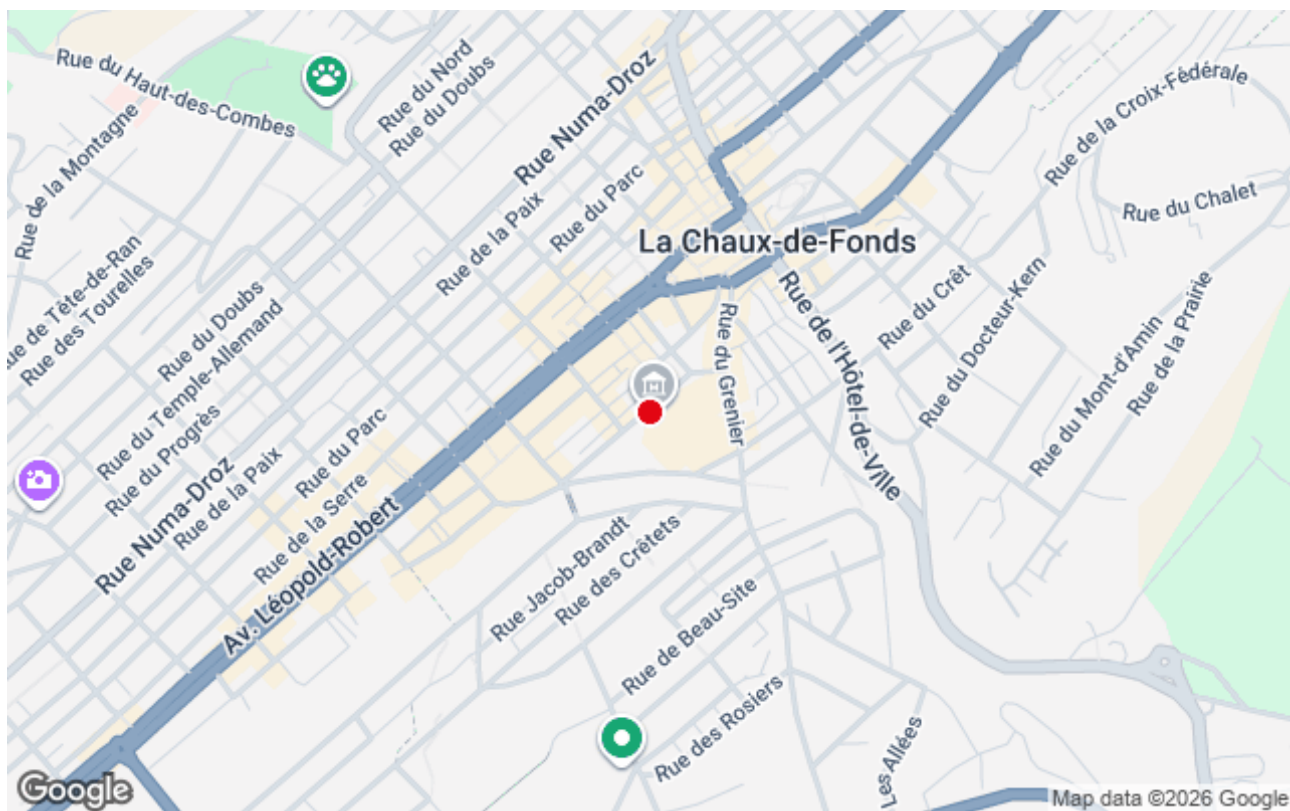 Rue du Haut-des-Combes
Rue du Nord
Rue du Doubs
Rue Numa-Droz
Rue de la Croix-Fédérale
Rue de la Montagne
Rue du Parc
Rue de la Paix
Rue du Chalet
La Chaux-de-Fonds
ue de Tête-de-Ran
Rue des Tourelles
Rue du Doubs
Rue du Temple-Allemand
Rue du Progrès
Rue de l'Hôtel-de-Ville
Rue du Crêt
Rue du Docteur-Kern
Rue du Mont-d'Amin
Rue de la Prairie
Rue du Grenier
Rue du Parc
Rue Numa-Droz
Rue de la Paix
Rue de la Serre
Av. Léopold-Robert
Rue Jacob-Brandt
Rue des Crêtets
Rue de Beau-Site
Rue des Rosiers
Les Allées
Google
Map data ©2026 Google